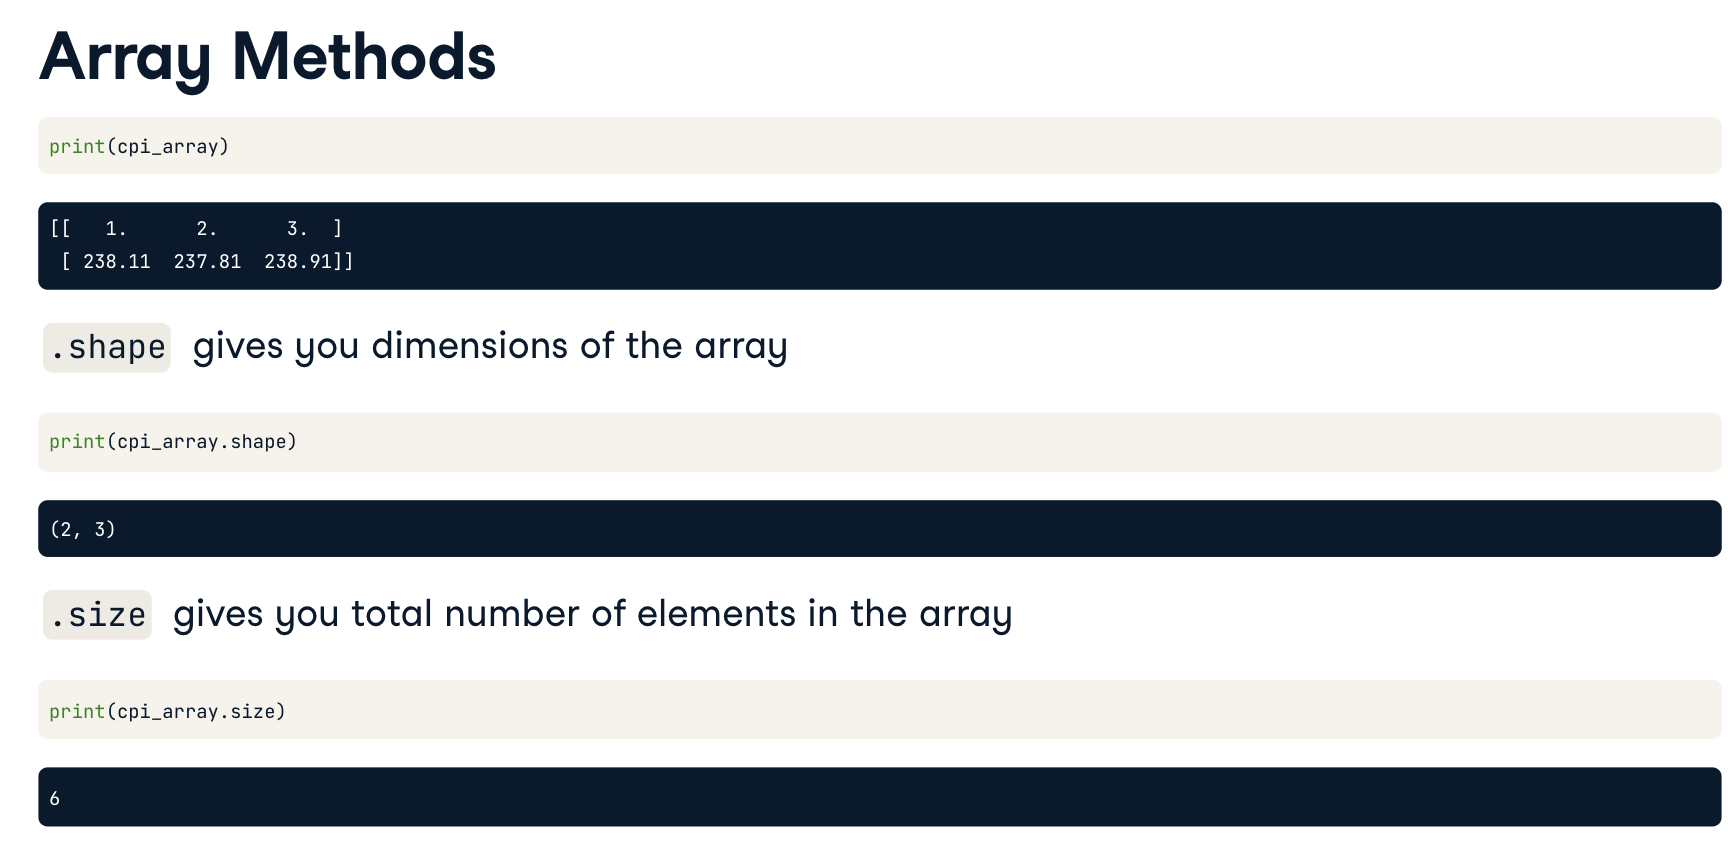 Array Methods
print(cpi_array)
[[   1.      2.      3.  ]
 [ 238.11  237.81  238.91]]
.shape gives you dimensions of the array
print(cpi_array.shape)
(2, 3)
.size gives you total number of elements in the array
print(cpi_array.size)
6